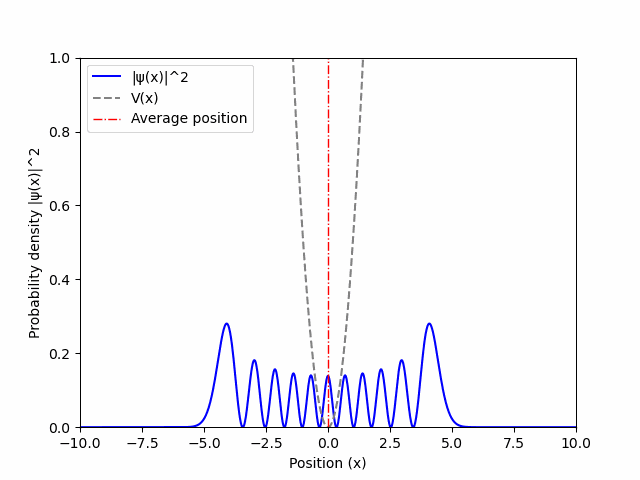 |ψ(x)|^2
V(x)
Average position
1.0
0.8
0.6
0.4
0.2
0.0
Probability density |ψ(x)|^2
−10.0 −7.5 −5.0 −2.5 0.0 2.5 5.0 7.5 10.0
Position (x)